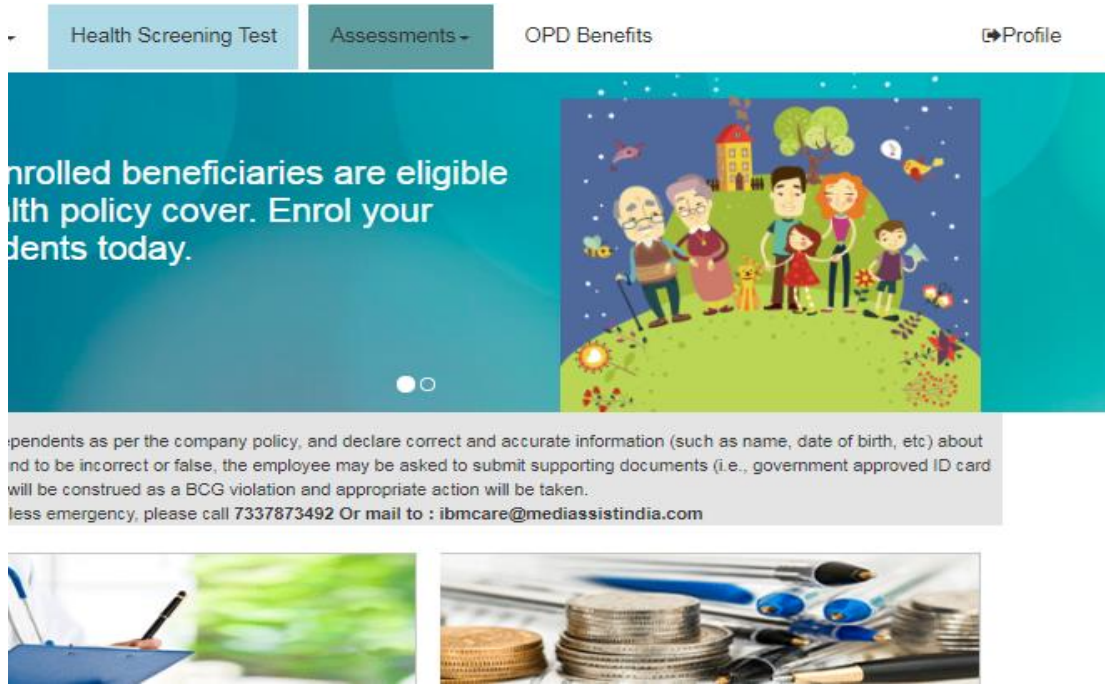 Health Screening Test Assessments OPD Benefits Profile
nrolled beneficiaries are eligible
lth policy cover. Enrol your
dents today.
ependents as per the company policy, and declare correct and accurate information (such as name, date of birth, etc) about
nd to be incorrect or false, the employee may be asked to submit supporting documents (i.e., government approved ID card
will be construed as a BCG violation and appropriate action will be taken.
less emergency, please call 7337873492 Or mail to : ibmcare@mediassistindia.com